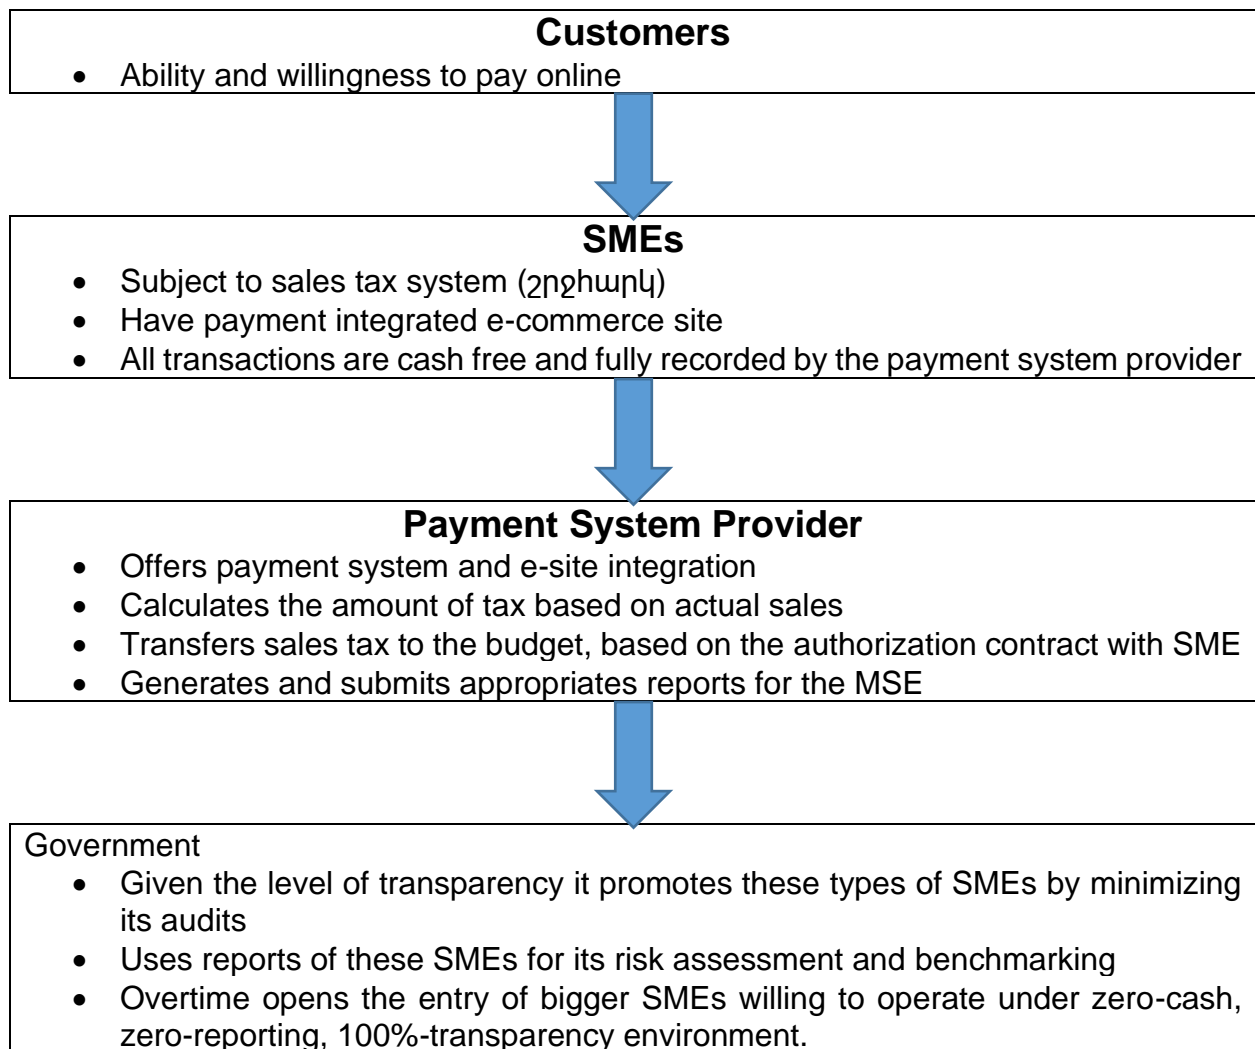 Customers
• Ability and willingness to pay online
SMEs
• Subject to sales tax system (շրջհարկ)
• Have payment integrated e-commerce site
• All transactions are cash free and fully recorded by the payment system provider
Payment System Provider
• Offers payment system and e-site integration
• Calculates the amount of tax based on actual sales
• Transfers sales tax to the budget, based on the authorization contract with SME
• Generates and submits appropriates reports for the MSE
Government
• Given the level of transparency it promotes these types of SMEs by minimizing
its audits
• Uses reports of these SMEs for its risk assessment and benchmarking
• Overtime opens the entry of bigger SMEs willing to operate under zero-cash,
zero-reporting, 100%-transparency environment.